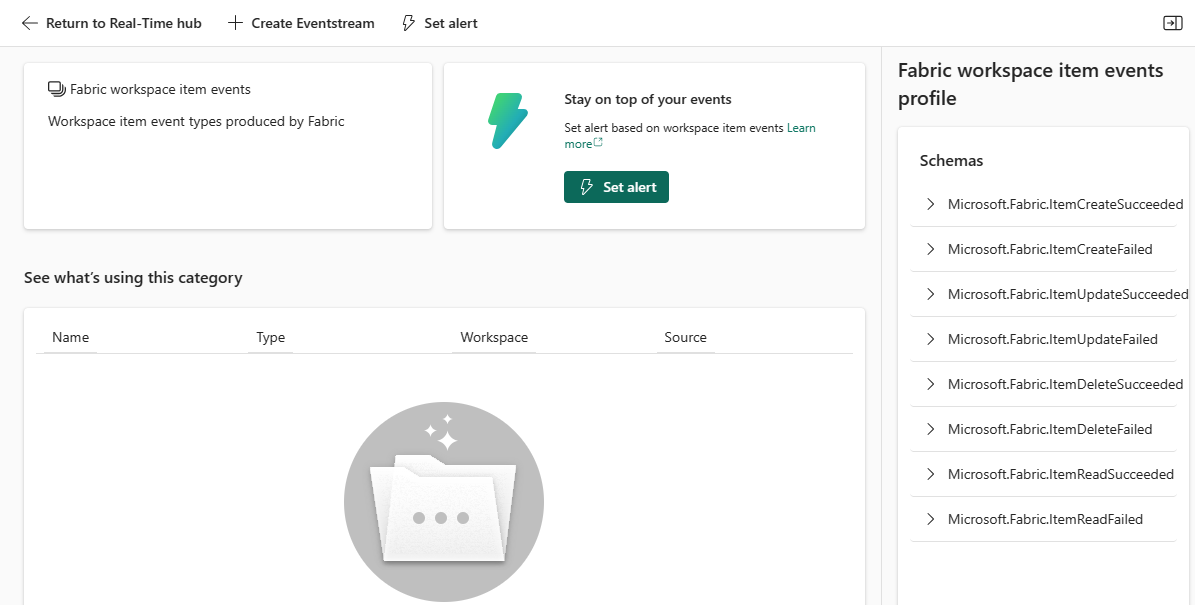 Return to Real-Time hub
Create Eventstream
Set alert
Fabric workspace item events
Workspace item event types produced by Fabric
Stay on top of your events
Set alert based on workspace item events Learn
more
Set alert
See what’s using this category
Name
Type
Workspace
Source
Fabric workspace item events
profile
Schemas
Microsoft.Fabric.ItemCreateSucceeded
Microsoft.Fabric.ItemCreateFailed
Microsoft.Fabric.ItemUpdateSucceeded
Microsoft.Fabric.ItemUpdateFailed
Microsoft.Fabric.ItemDeleteSucceeded
Microsoft.Fabric.ItemDeleteFailed
Microsoft.Fabric.ItemReadSucceeded
Microsoft.Fabric.ItemReadFailed